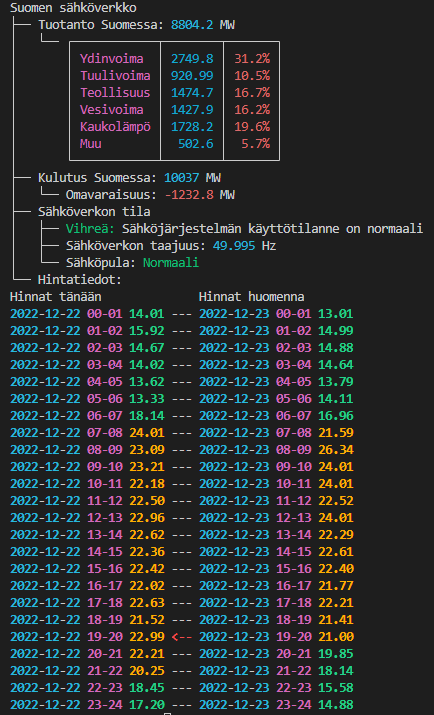 Suomen sähköverkko
Tuotanto Suomessa: 8804.2 MW
Ydinvoima 2749.8 31.2%
Tuulivoima 920.99 10.5%
Teollisuus 1474.7 16.7%
Vesivoima 1427.9 16.2%
Kaukolämpö 1728.2 19.6%
Muu 502.6 5.7%
Kulutus Suomessa: 10037 MW
Omavaraisuus: -1232.8 MW
Sähköverkon tila
Vihreä: Sähköjärjestelmän käyttötilanne on normaali
Sähköverkon taajuus: 49.995 Hz
Sähköpula: Normaali
Hintatiedot:
Hinnat tänään Hinnat huomenna
2022-12-22 00-01 14.01 --- 2022-12-23 00-01 13.01
2022-12-22 01-02 15.92 --- 2022-12-23 01-02 14.99
2022-12-22 02-03 14.67 --- 2022-12-23 02-03 14.88
2022-12-22 03-04 14.02 --- 2022-12-23 03-04 14.64
2022-12-22 04-05 13.62 --- 2022-12-23 04-05 13.79
2022-12-22 05-06 13.33 --- 2022-12-23 05-06 14.11
2022-12-22 06-07 18.14 --- 2022-12-23 06-07 16.96
2022-12-22 07-08 24.01 --- 2022-12-23 07-08 21.59
2022-12-22 08-09 23.09 --- 2022-12-23 08-09 26.34
2022-12-22 09-10 23.21 --- 2022-12-23 09-10 24.01
2022-12-22 10-11 22.18 --- 2022-12-23 10-11 24.01
2022-12-22 11-12 22.50 --- 2022-12-23 11-12 22.52
2022-12-22 12-13 22.96 --- 2022-12-23 12-13 24.01
2022-12-22 13-14 22.62 --- 2022-12-23 13-14 22.29
2022-12-22 14-15 22.36 --- 2022-12-23 14-15 22.61
2022-12-22 15-16 22.42 --- 2022-12-23 15-16 22.40
2022-12-22 16-17 22.02 --- 2022-12-23 16-17 21.77
2022-12-22 17-18 22.63 --- 2022-12-23 17-18 22.21
2022-12-22 18-19 21.52 --- 2022-12-23 18-19 21.41
2022-12-22 19-20 22.99 <-- 2022-12-23 19-20 21.00
2022-12-22 20-21 22.21 --- 2022-12-23 20-21 19.85
2022-12-22 21-22 20.25 --- 2022-12-23 21-22 18.14
2022-12-22 22-23 18.45 --- 2022-12-23 22-23 15.58
2022-12-22 23-24 17.20 --- 2022-12-23 23-24 14.88